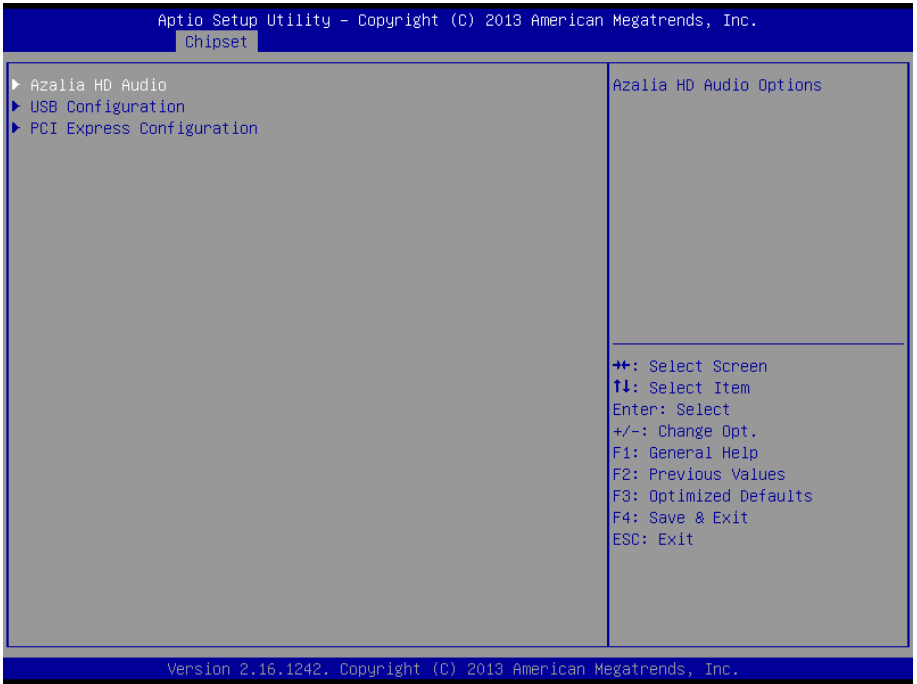 Aptio Setup Utility – Copyright (C) 2013 American Megatrends, Inc.
Chipset
▶ Azalia HD Audio
▶ USB Configuration
▶ PCI Express Configuration
Azalia HD Audio Options
→←: Select Screen
↑↓: Select Item
Enter: Select
+/-: Change Opt.
F1: General Help
F2: Previous Values
F3: Optimized Defaults
F4: Save & Exit
ESC: Exit
Version 2.16.1242. Copyright (C) 2013 American Megatrends, Inc.